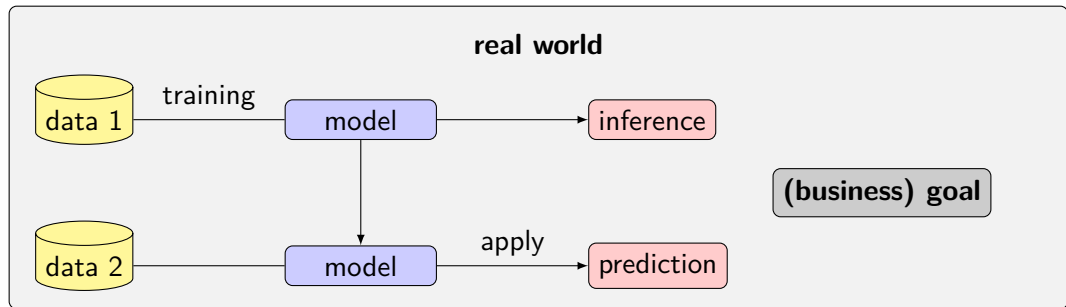 real world
training
data 1
model
inference
(business) goal
apply
data 2
model
prediction